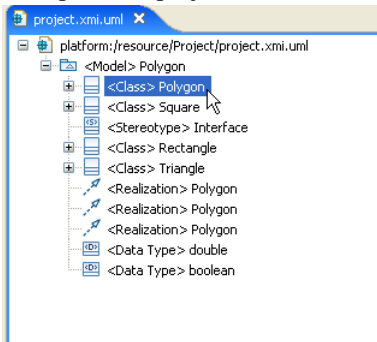 project.xmi.uml
platform:/resource/Project/project.xmi.uml
<Model> Polygon
<Class> Polygon
<Class> Square
<Stereotype> Interface
<Class> Rectangle
<Class> Triangle
<Realization> Polygon
<Realization> Polygon
<Realization> Polygon
<Data Type> double
<Data Type> boolean